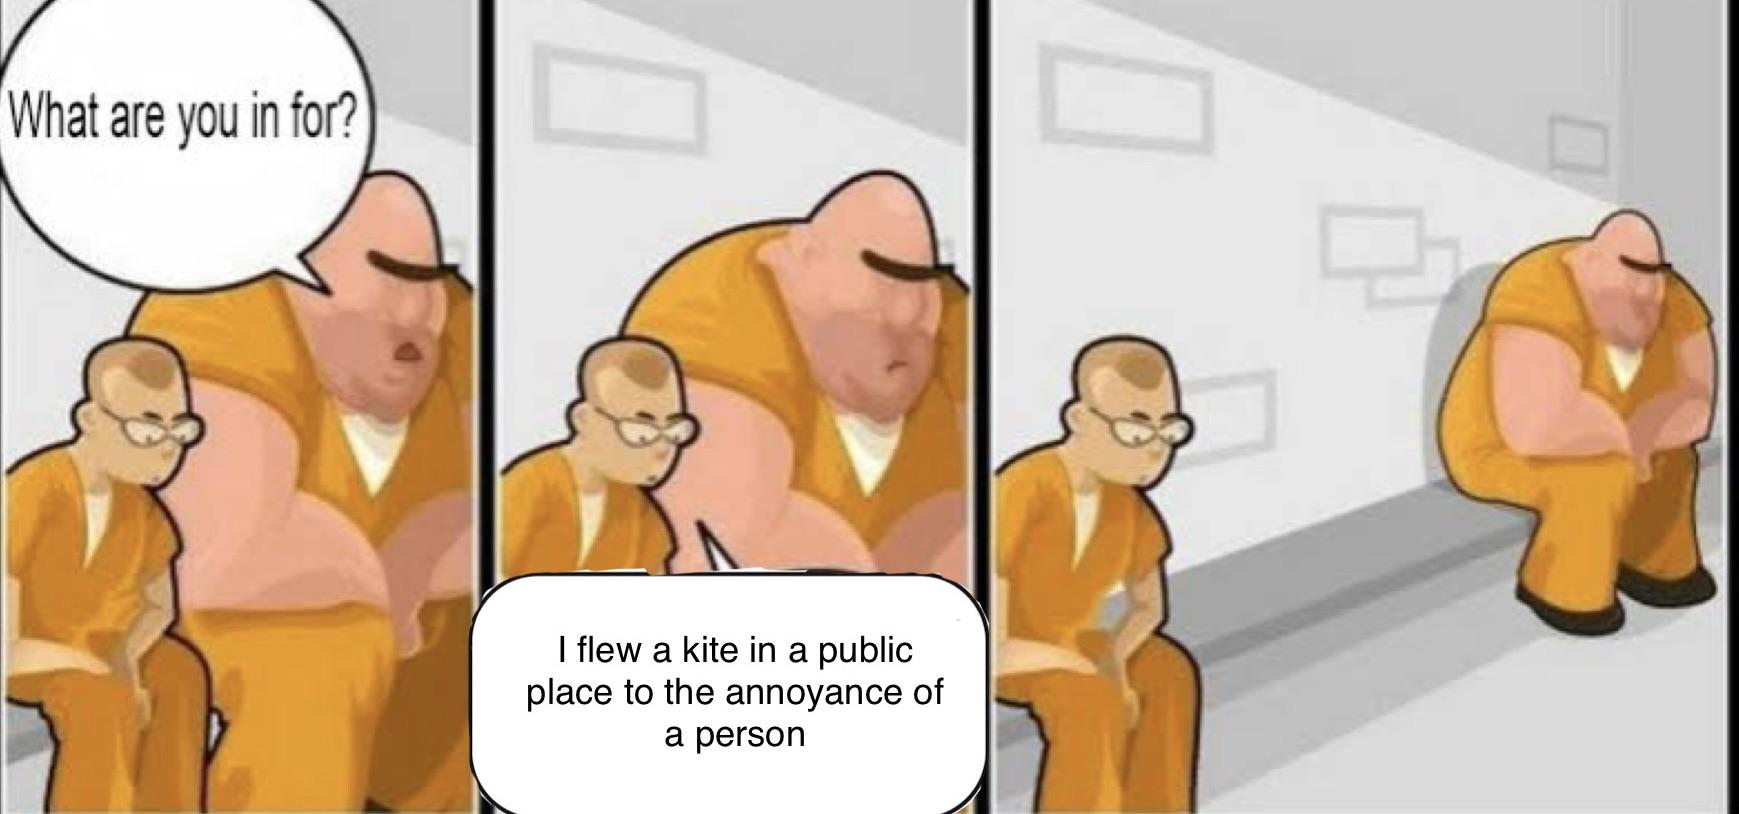 What are you in for?
I flew a kite in a public
place to the annoyance of
a person